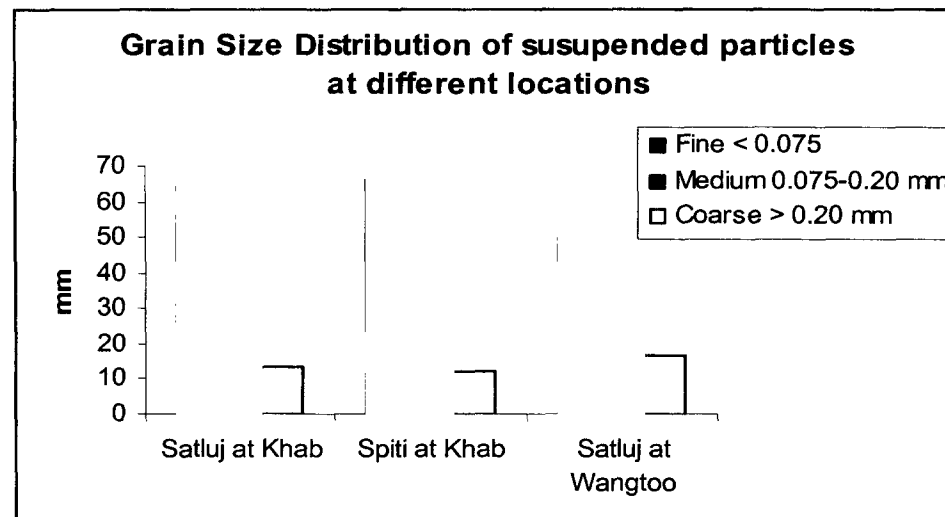 Grain Size Distribution of susupended particles
at different locations
Fine < 0.075
Medium 0.075-0.20 mm
Coarse > 0.20 mm
70
60
50
40
30
20
10
0
mm
Satluj at Khab
Spiti at Khab
Satluj at
Wangtoo